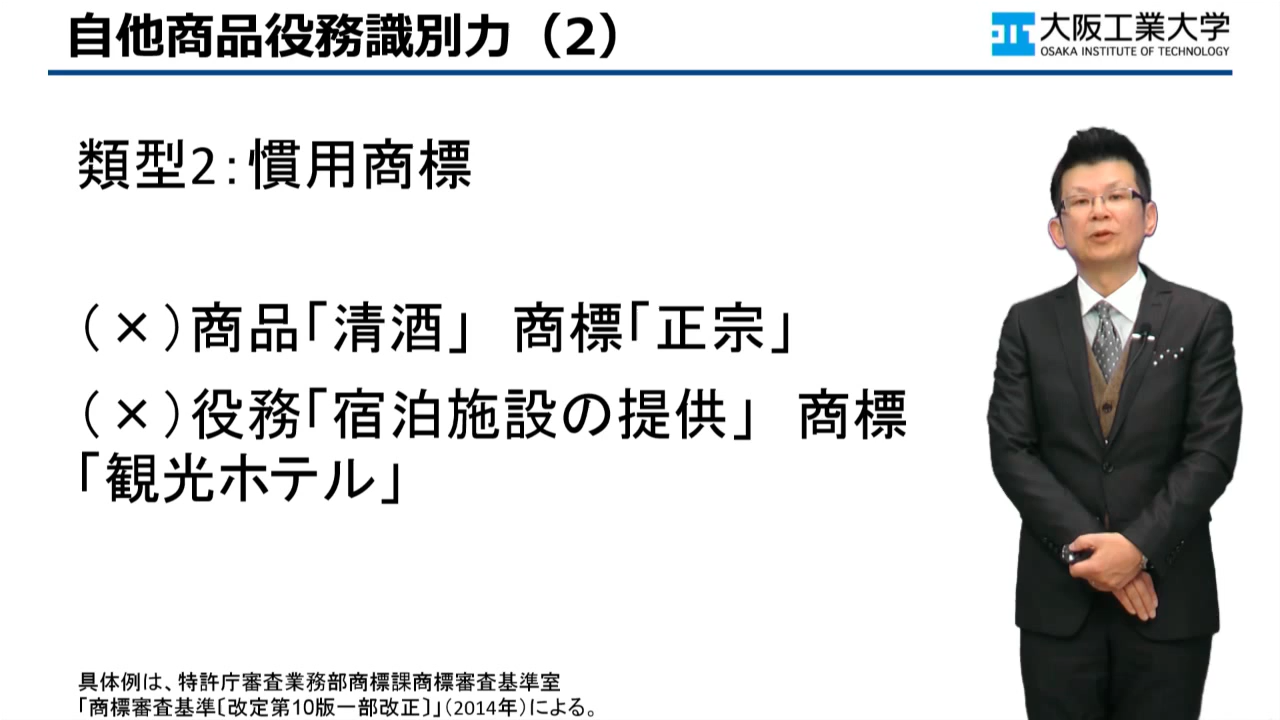 自他商品役務識別力（2）
大阪工業大学
OSAKA INSTITUTE OF TECHNOLOGY
類型2：慣用商標
（×）商品「清酒」 商標「正宗」
（×）役務「宿泊施設の提供」 商標
「観光ホテル」
具体例は、特許庁審査業務部商標課商標審査基準室
「商標審査基準〔改定第10版一部改正〕」（2014年）による。